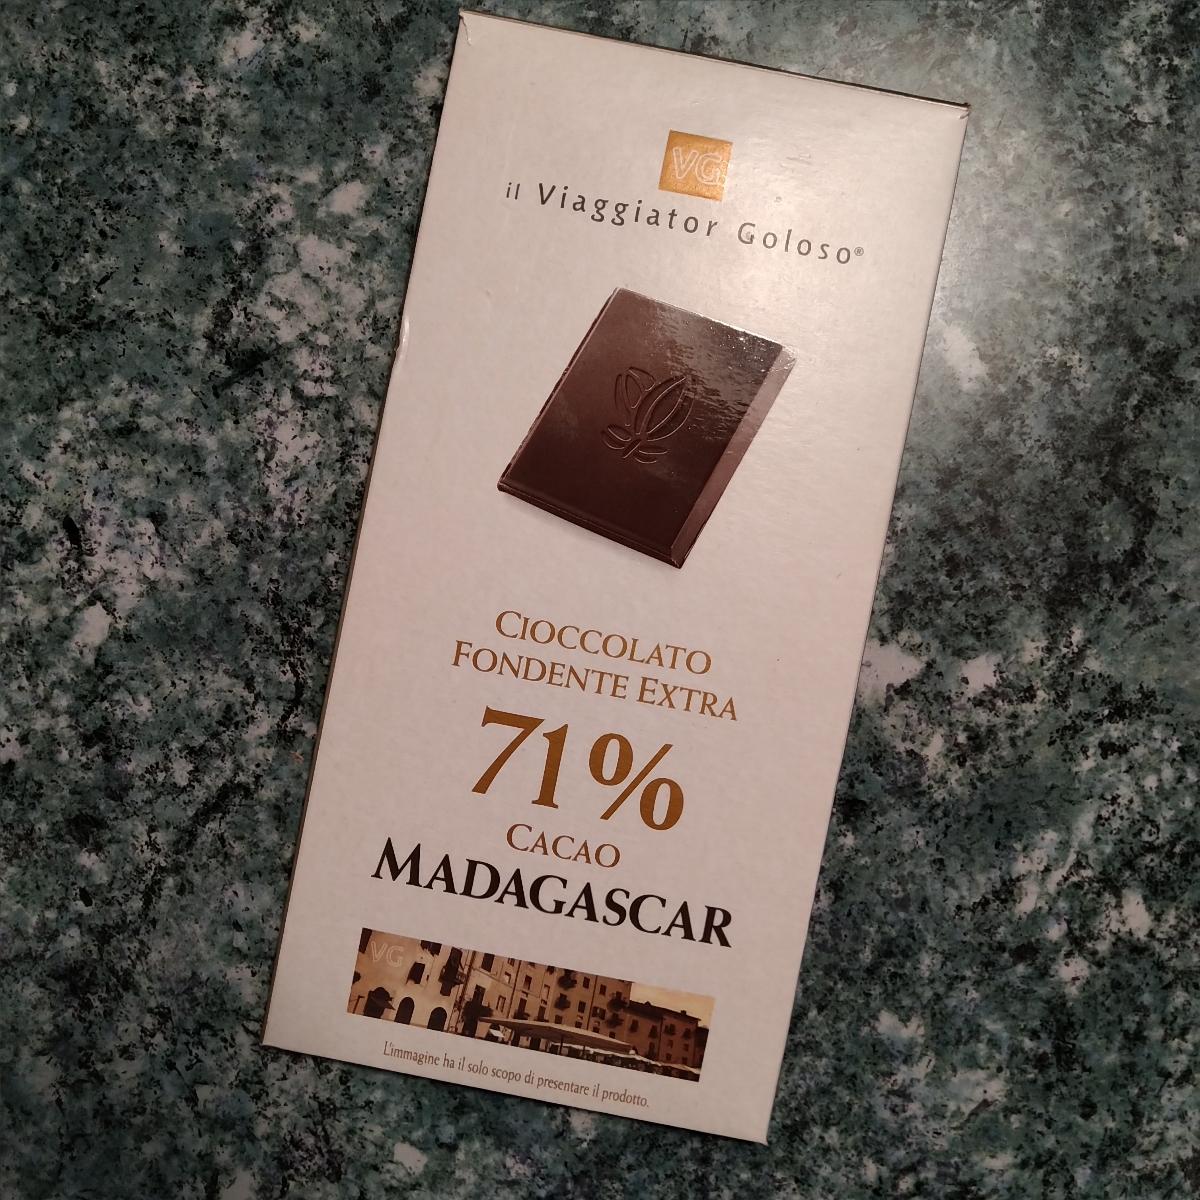 VG
il Viaggiator Goloso®
CIOCCOLATO
FONDENTE EXTRA
71%
CACAO
MADAGASCAR
VG
L'immagine ha il solo scopo di presentare il prodotto.